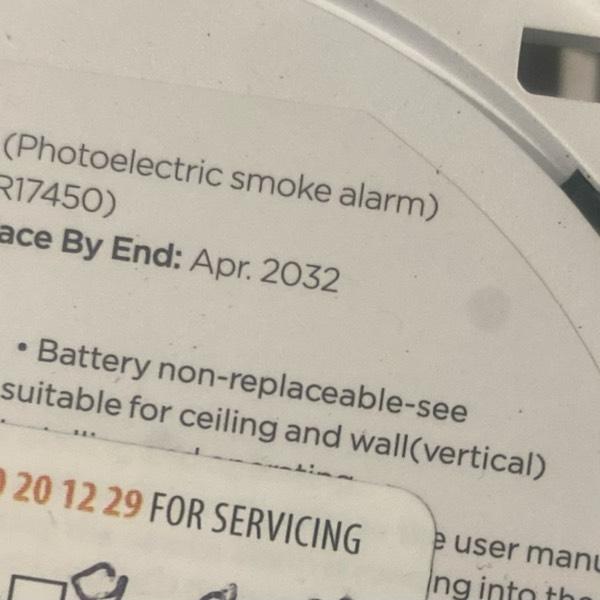 (Photoelectric smoke alarm)
R17450)
ace By End: Apr. 2032
• Battery non-replaceable-see
suitable for ceiling and wall(vertical)
20 12 29 FOR SERVICING
e user manu
ng into the